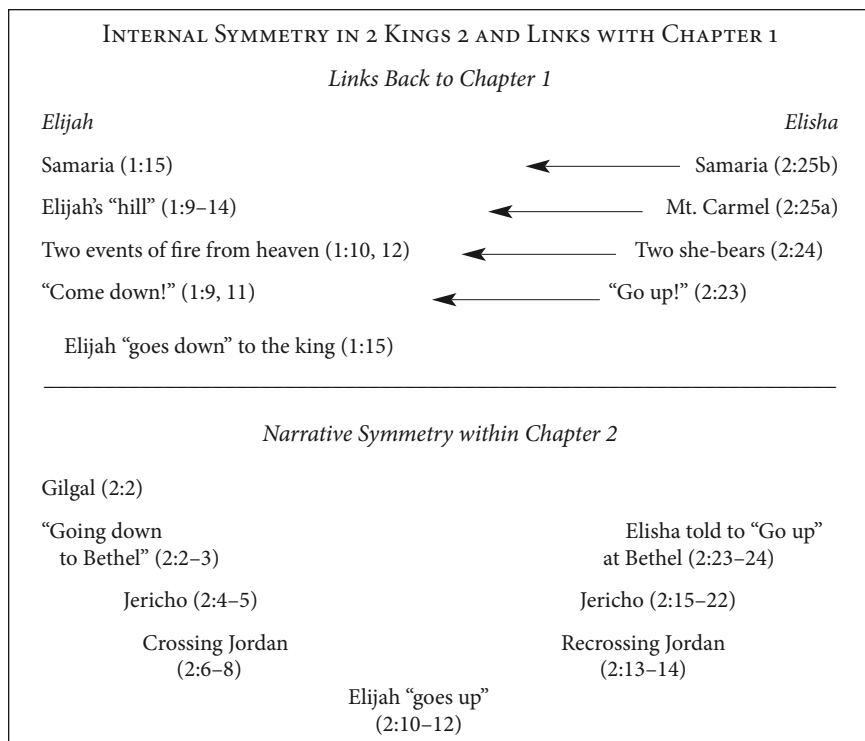 Internal Symmetry in 2 Kings 2 and Links with Chapter 1
Links Back to Chapter 1
Elijah Elisha
Samaria (1:15) Samaria (2:25b)
Elijah’s “hill” (1:9–14) Mt. Carmel (2:25a)
Two events of fire from heaven (1:10, 12) Two she-bears (2:24)
“Come down!” (1:9, 11) “Go up!” (2:23)
Elijah “goes down” to the king (1:15)
Narrative Symmetry within Chapter 2
Gilgal (2:2)
“Going down Elisha told to “Go up”
to Bethel” (2:2–3) at Bethel (2:23–24)
Jericho (2:4–5) Jericho (2:15–22)
Crossing Jordan Recrossing Jordan
(2:6–8) (2:13–14)
Elijah “goes up”
(2:10–12)